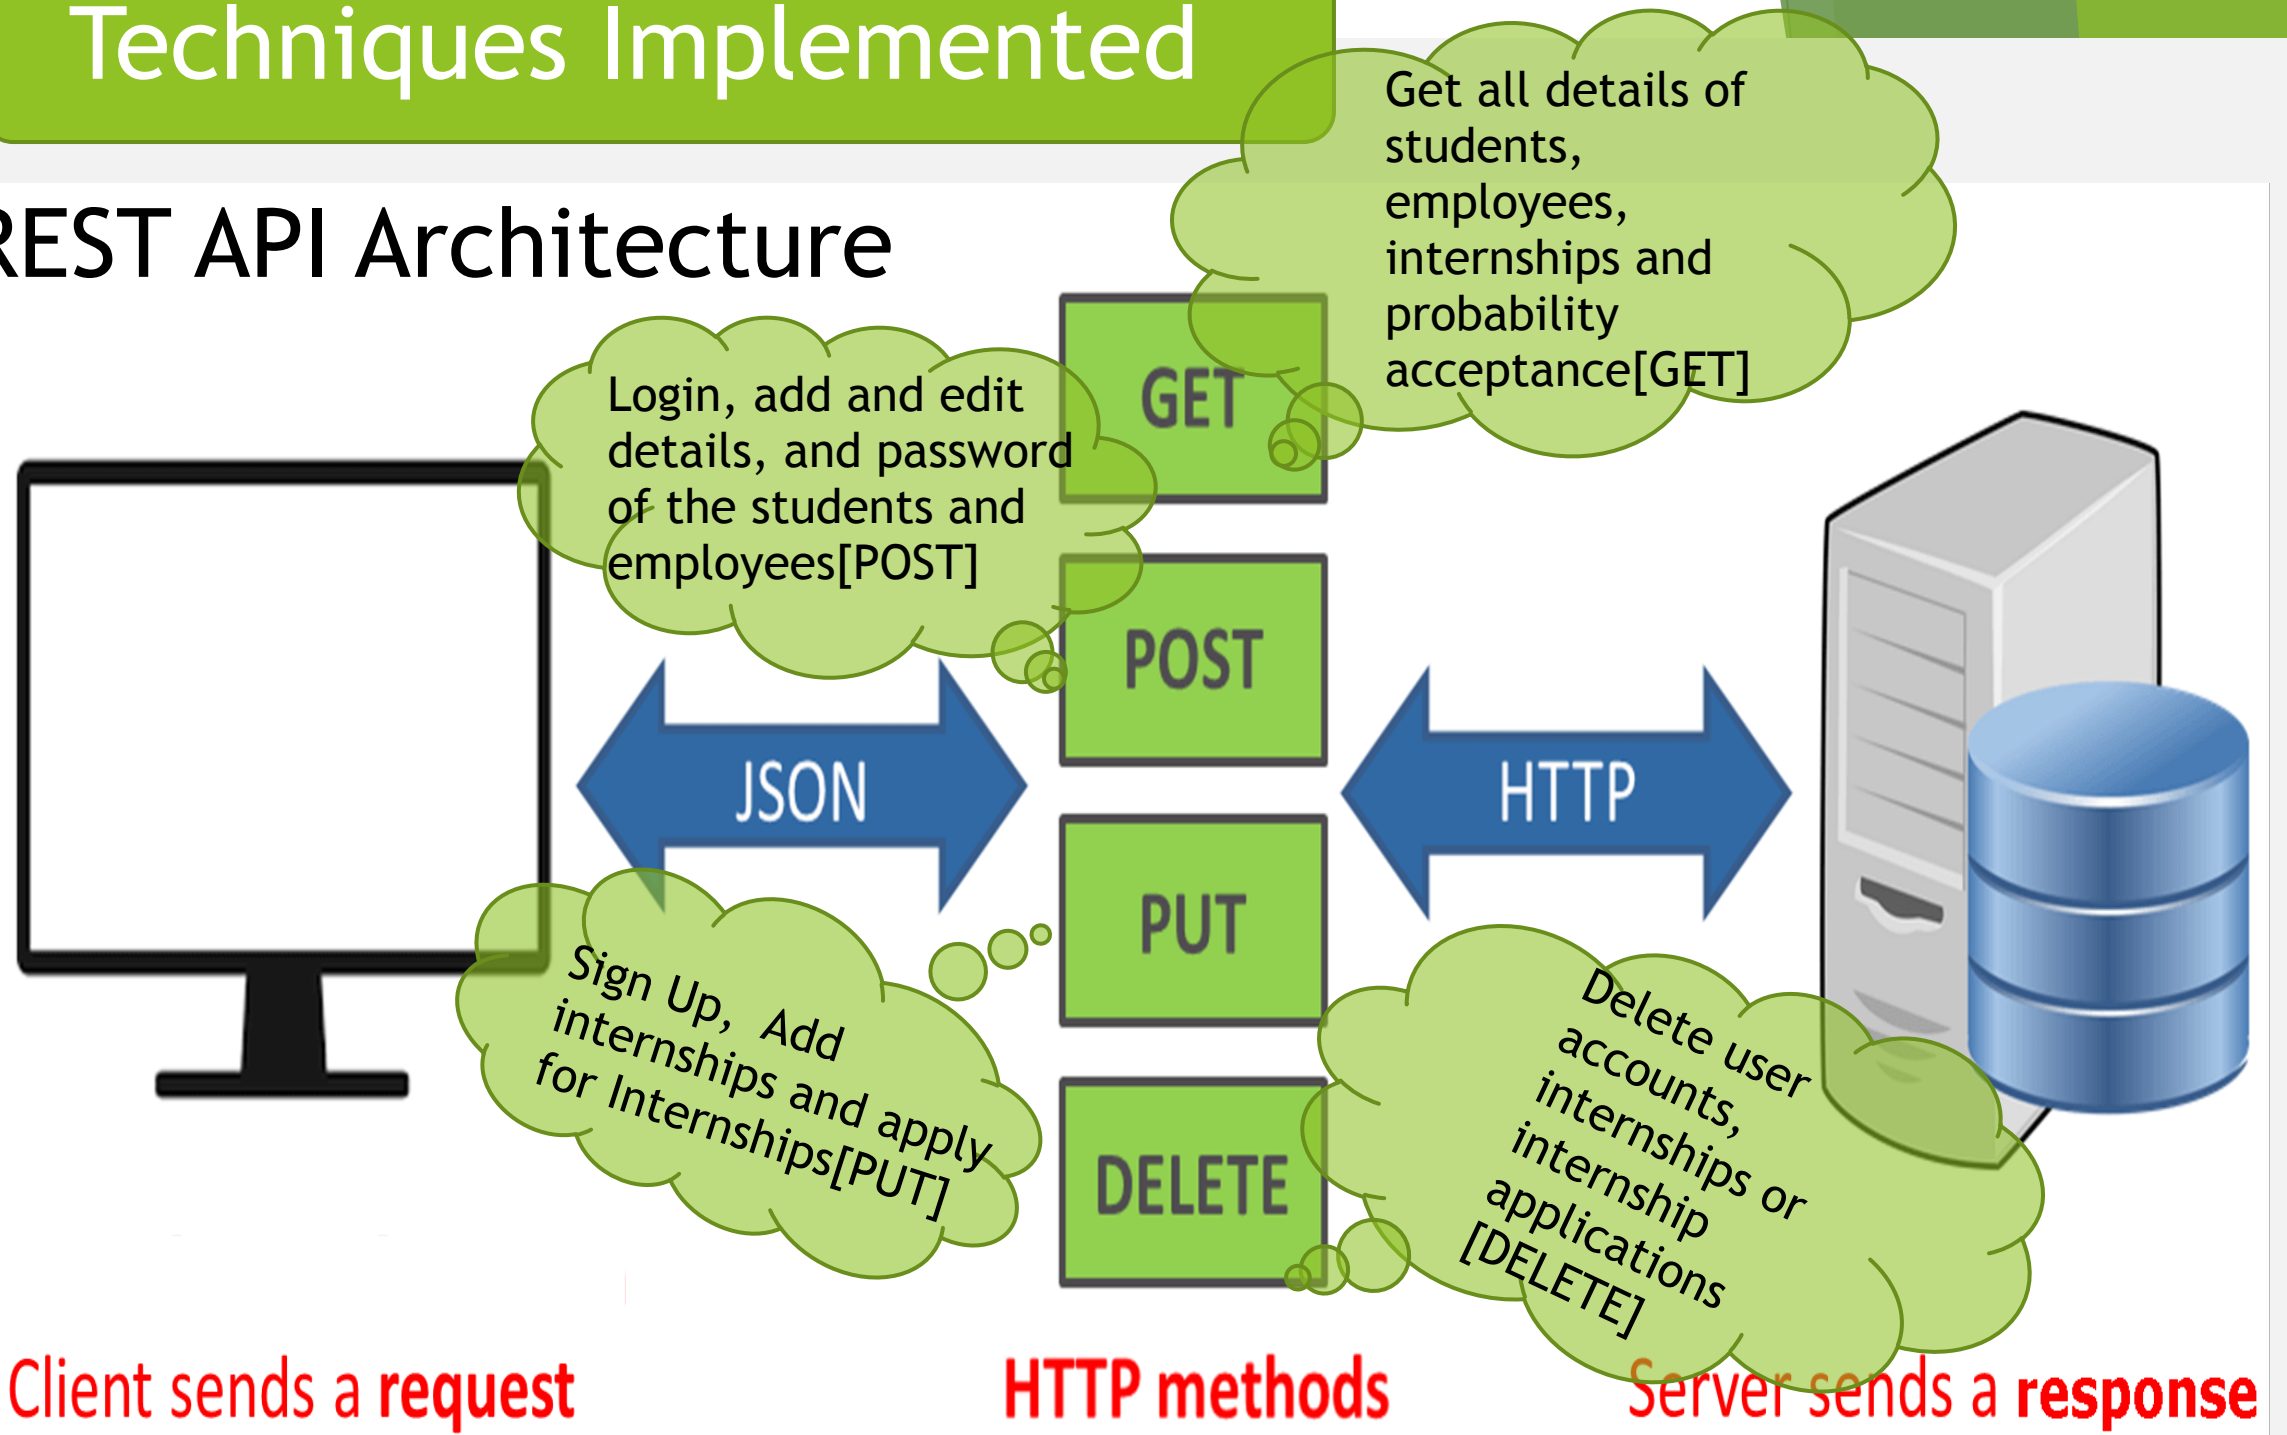 Techniques Implemented
REST API Architecture
Get all details of
students,
employees,
internships and
probability
acceptance[GET]
Login, add and edit
details, and password
of the students and
employees[POST]
GET
POST
JSON
HTTP
PUT
Sign Up,  Add
internships and apply
for Internships[PUT]
Delete user
accounts,
internships or
internship
applications
[DELETE]
DELETE
Client sends a request
HTTP methods
Server sends a response